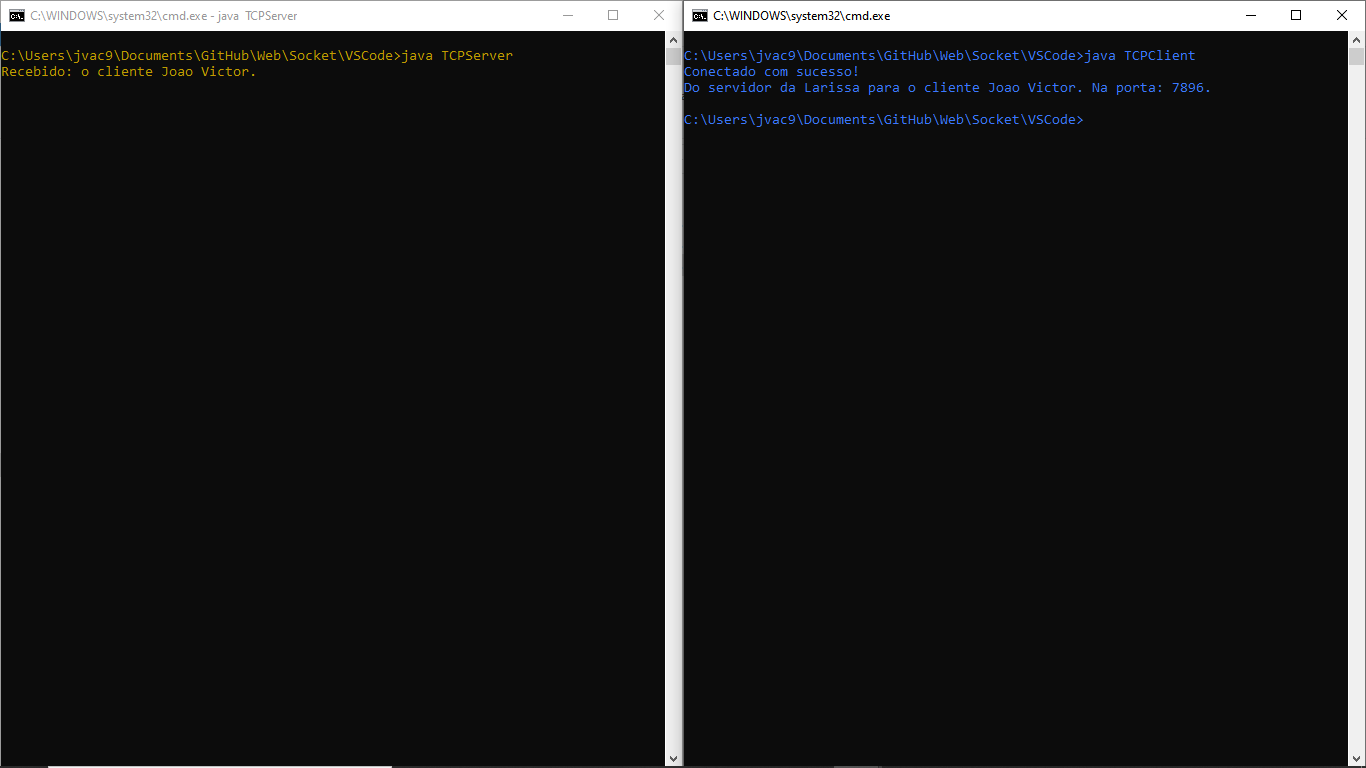 C:\WINDOWS\system32\cmd.exe - java  TCPServer
C:\Users\jvac9\Documents\GitHub\Web\Socket\VSCode>java TCPServer
Recebido: o cliente Joao Victor.
C:\WINDOWS\system32\cmd.exe
C:\Users\jvac9\Documents\GitHub\Web\Socket\VSCode>java TCPClient
Conectado com sucesso!
Do servidor da Larissa para o cliente Joao Victor. Na porta: 7896.
C:\Users\jvac9\Documents\GitHub\Web\Socket\VSCode>